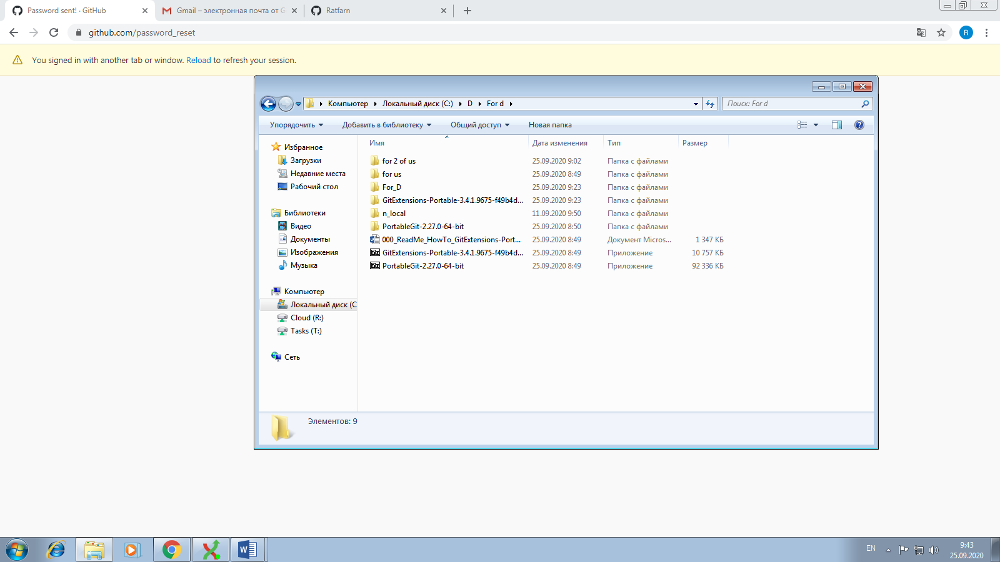 Password sent! · GitHub
Gmail – электронная почта от G
Ratfarn
github.com/password_reset
R
You signed in with another tab or window. Reload to refresh your session.
Компьютер
Локальный диск (C:)
D
For d
Поиск: For d
Упорядочить
Добавить в библиотеку
Общий доступ
Новая папка
Избранное
Загрузки
Недавние места
Рабочий стол
Библиотеки
Видео
Документы
Изображения
Музыка
Компьютер
Локальный диск (C
Cloud (R:)
Tasks (T:)
Сеть
Имя Дата изменения Тип Размер
for 2 of us 25.09.2020 9:02 Папка с файлами
for us 25.09.2020 8:49 Папка с файлами
For_D 25.09.2020 9:23 Папка с файлами
GitExtensions-Portable-3.4.1.9675-f49b4d... 25.09.2020 9:23 Папка с файлами
n_local 11.09.2020 9:50 Папка с файлами
PortableGit-2.27.0-64-bit 25.09.2020 8:50 Папка с файлами
000_ReadMe_HowTo_GitExtensions-Port... 25.09.2020 8:49 Документ Micros... 1 347 КБ
GitExtensions-Portable-3.4.1.9675-f49b4d... 25.09.2020 8:49 Приложение 10 757 КБ
PortableGit-2.27.0-64-bit 25.09.2020 8:49 Приложение 92 336 КБ
Элементов: 9
EN
9:43
25.09.2020